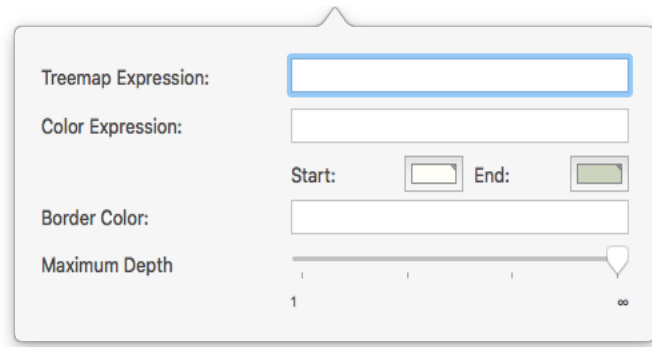 Treemap Expression:
Color Expression:
Start: End:
Border Color:
Maximum Depth
1 ∞